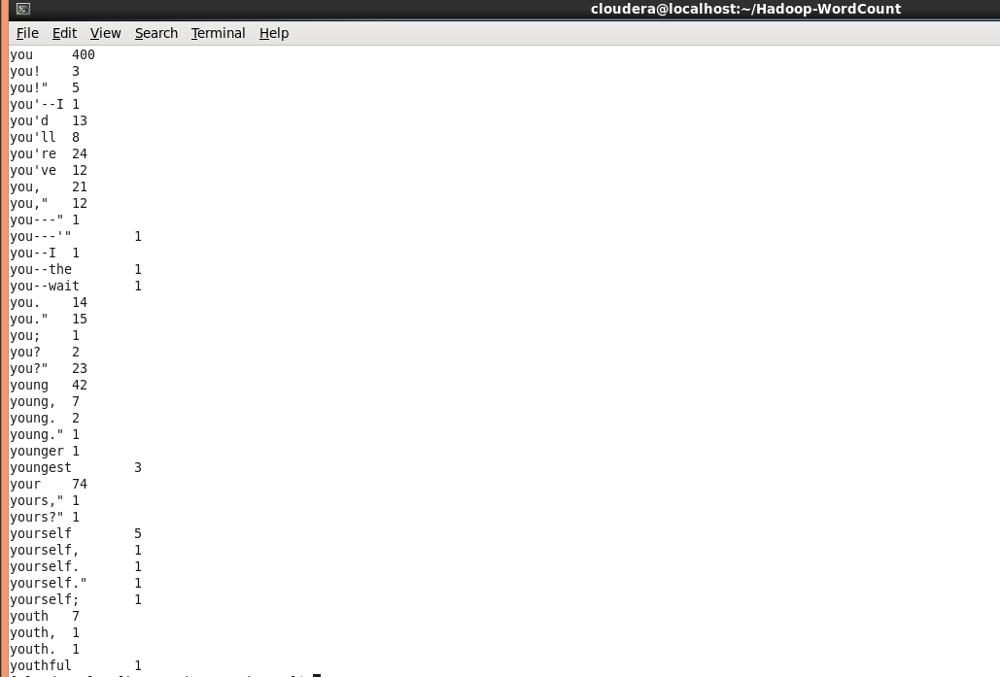 cloudera@localhost:~/Hadoop-WordCount
File Edit View Search Terminal Help
you 400
you! 3
you!" 5
you'--I 1
you'd 13
you'll 8
you're 24
you've 12
you, 21
you," 12
you---" 1
you---'" 1
you--I 1
you--the 1
you--wait 1
you. 14
you." 15
you; 1
you? 2
you?" 23
young 42
young, 7
young. 2
young." 1
younger 1
youngest 3
your 74
yours," 1
yours?" 1
yourself 5
yourself, 1
yourself. 1
yourself." 1
yourself; 1
youth 7
youth, 1
youth. 1
youthful 1